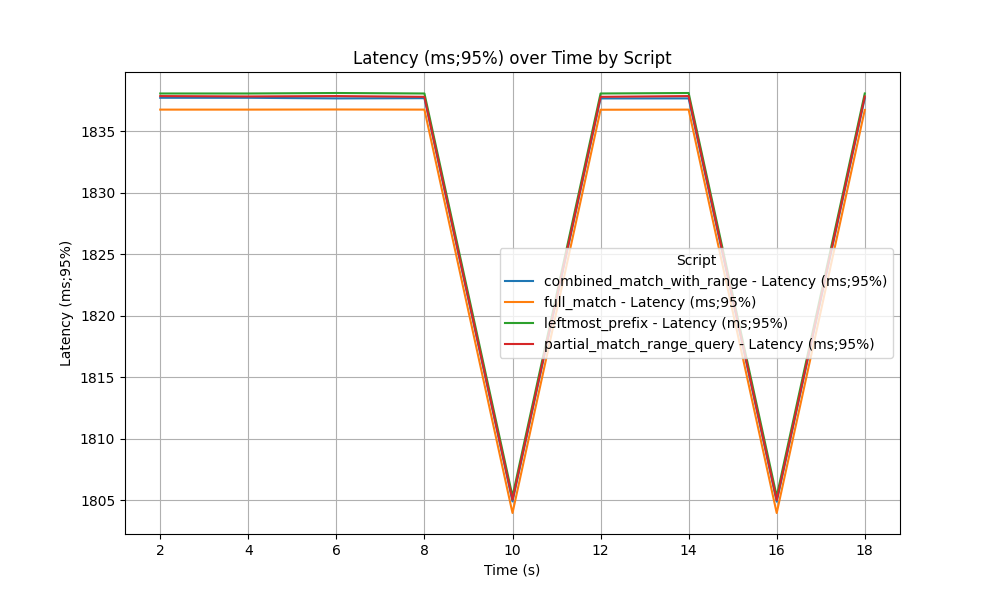 Latency (ms;95%) over Time by Script
Latency (ms;95%)
1835
1830
1825
1820
1815
1810
1805
Script
combined_match_with_range - Latency (ms;95%)
full_match - Latency (ms;95%)
leftmost_prefix - Latency (ms;95%)
partial_match_range_query - Latency (ms;95%)
2 4 6 8 10 12 14 16 18
Time (s)